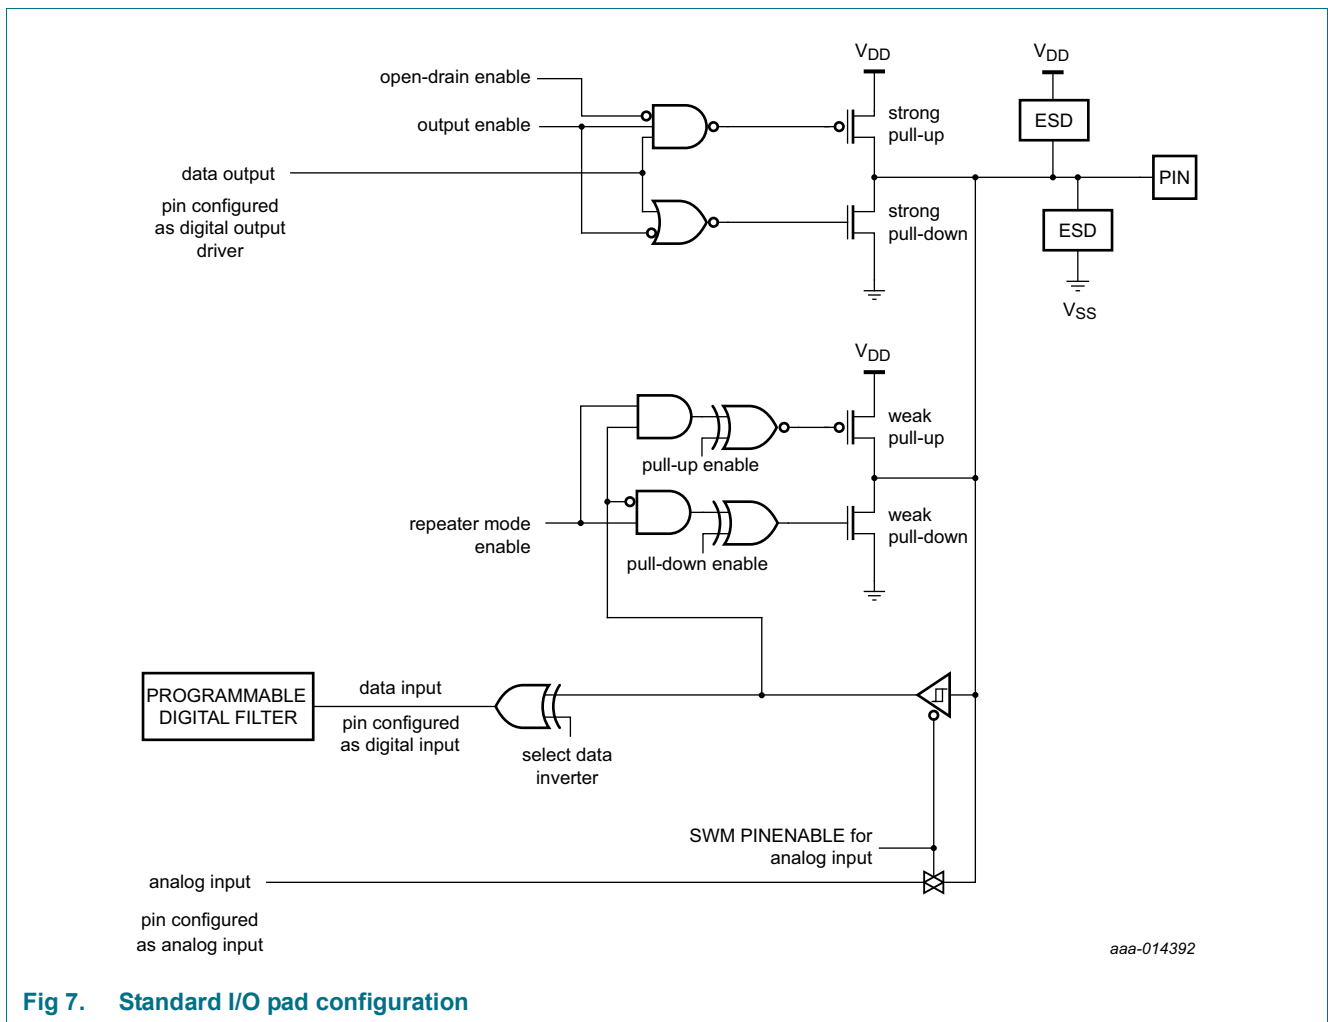 VDD
VDD
open-drain enable
output enable
strong
pull-up
ESD
data output
PIN
pin configured
as digital output
driver
strong
pull-down
ESD
VSS
VDD
weak
pull-up
pull-up enable
repeater mode
enable
weak
pull-down
pull-down enable
PROGRAMMABLE
DIGITAL FILTER
data input
pin configured
as digital input
select data
inverter
SWM PINENABLE for
analog input
analog input
pin configured
as analog input
aaa-014392
Fig 7. Standard I/O pad configuration